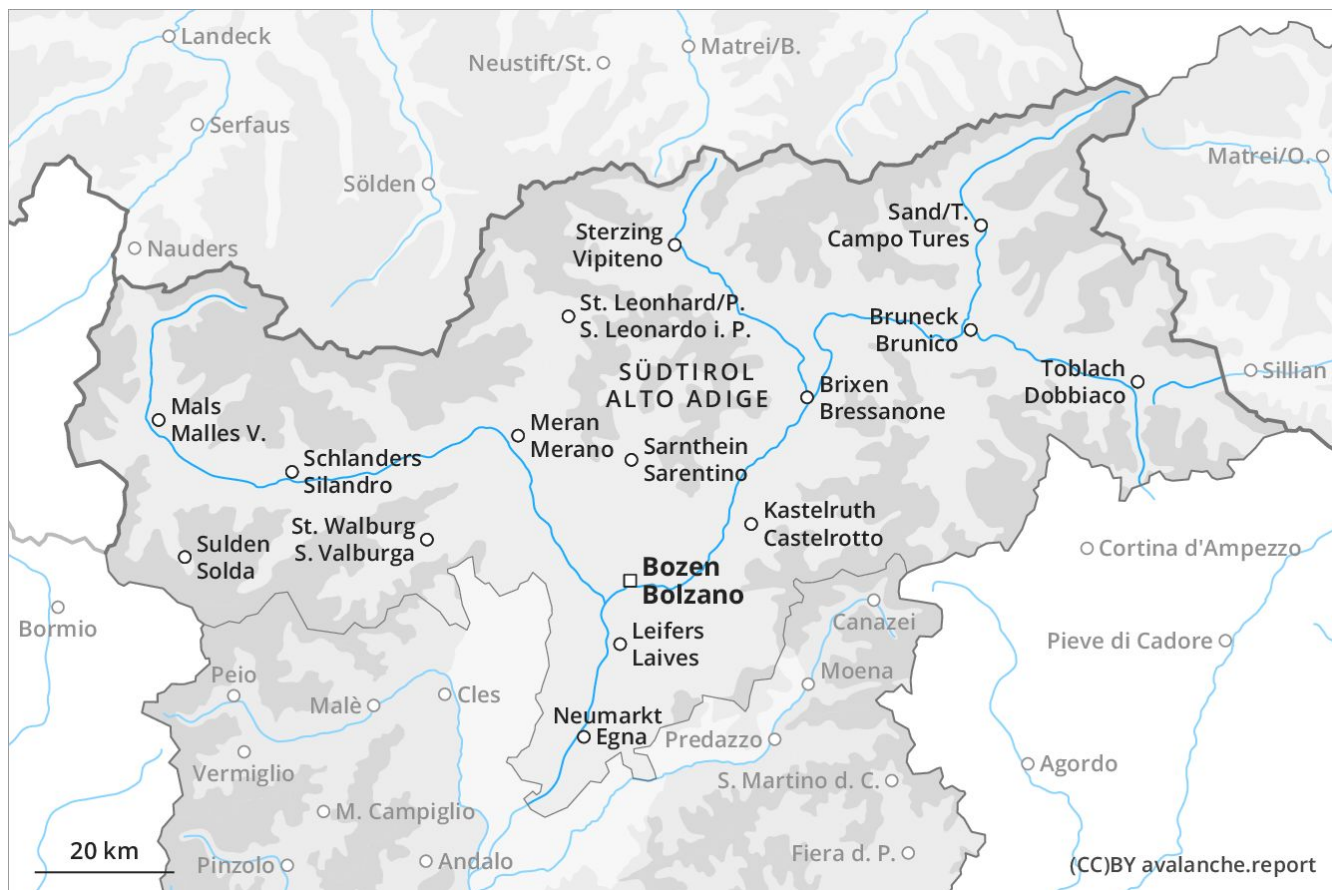 Landeck
Matrei/B.
Neustift/St.
Serfaus
Matrei/O.
Sölden
Sand/T.
Campo Tures
Sterzing
Vipiteno
Nauders
St. Leonhard/P.
S. Leonardo i. P.
Bruneck
Brunico
SÜDTIROL
ALTO ADIGE
Toblach
Dobbiaco
Sillian
Brixen
Bressanone
Mals
Malles V.
Meran
Merano
Sarnthein
Sarentino
Schlanders
Silandro
Kastelruth
Castelrotto
St. Walburg
S. Valburga
Sulden
Solda
Cortina d'Ampezzo
Bozen
Bolzano
Bormio
Canazei
Leifers
Laives
Pieve di Cadore
Peio
Moena
Malè
Cles
Neumarkt
Egna
Predazzo
Vermiglio
Agordo
S. Martino d. C.
M. Campiglio
20 km
Pinzolo
Andalo
Fiera d. P.
(CC)BY avalanche.report